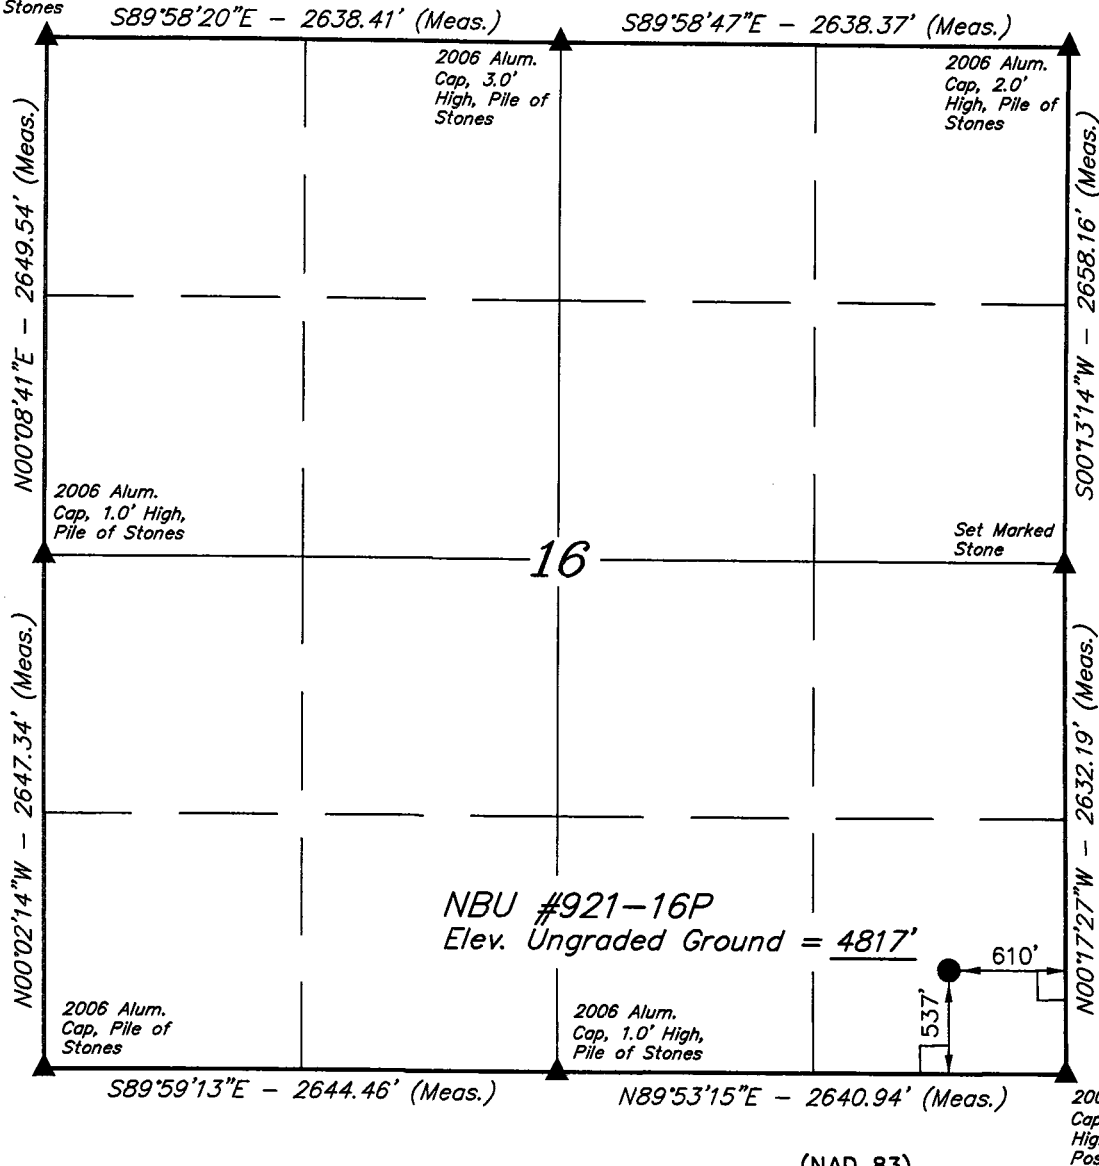 Stones
S89°58'20"E - 2638.41' (Meas.)
S89°58'47"E - 2638.37' (Meas.)
2006 Alum.
Cap, 3.0'
High, Pile of
Stones
2006 Alum.
Cap, 2.0'
High, Pile of
Stones
N00°08'41"E - 2649.54' (Meas.)
S00°13'14"W - 2658.16' (Meas.)
2006 Alum.
Cap, 1.0' High,
Pile of Stones
Set Marked
Stone
16
N00°02'14"W - 2647.34' (Meas.)
N00°17'27"W - 2632.19' (Meas.)
NBU #921-16P
Elev. Ungraded Ground = 4817'
610'
537'
2006 Alum.
Cap, Pile of
Stones
2006 Alum.
Cap, 1.0' High,
Pile of Stones
S89°59'13"E - 2644.46' (Meas.)
N89°53'15"E - 2640.94' (Meas.)
Cap
(NAD 83)